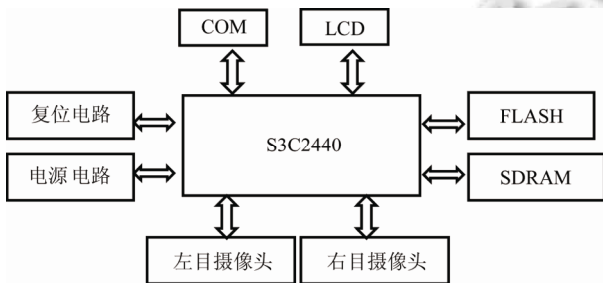 COM
LCD
复位电路
S3C2440
FLASH
电源 电路
SDRAM
左目摄像头
右目摄像头